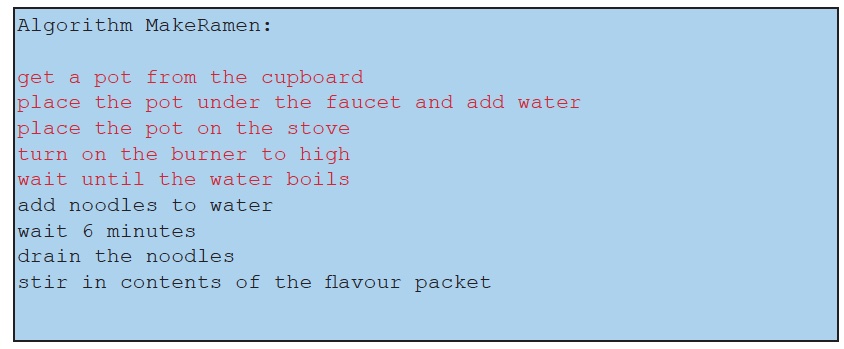 Algorithm MakeRamen:
get a pot from the cupboard
place the pot under the faucet and add water
place the pot on the stove
turn on the burner to high
wait until the water boils
add noodles to water
wait 6 minutes
drain the noodles
stir in contents of the flavour packet